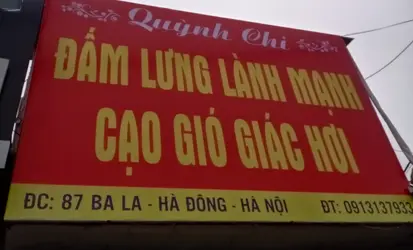 Quỳnh Chi
ĐẤM LƯNG LÀNH MẠNH
CẠO GIÓ GIÁC HƠI
ĐC: 87 BA LA - HÀ ĐÔNG - HÀ NỘI ĐT: 0913137933